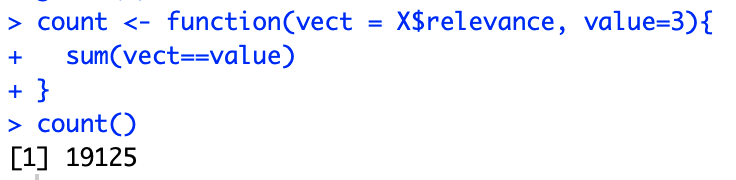 > count <- function(vect = X$relevance, value=3){
+   sum(vect==value)
+ }
> count()
[1] 19125